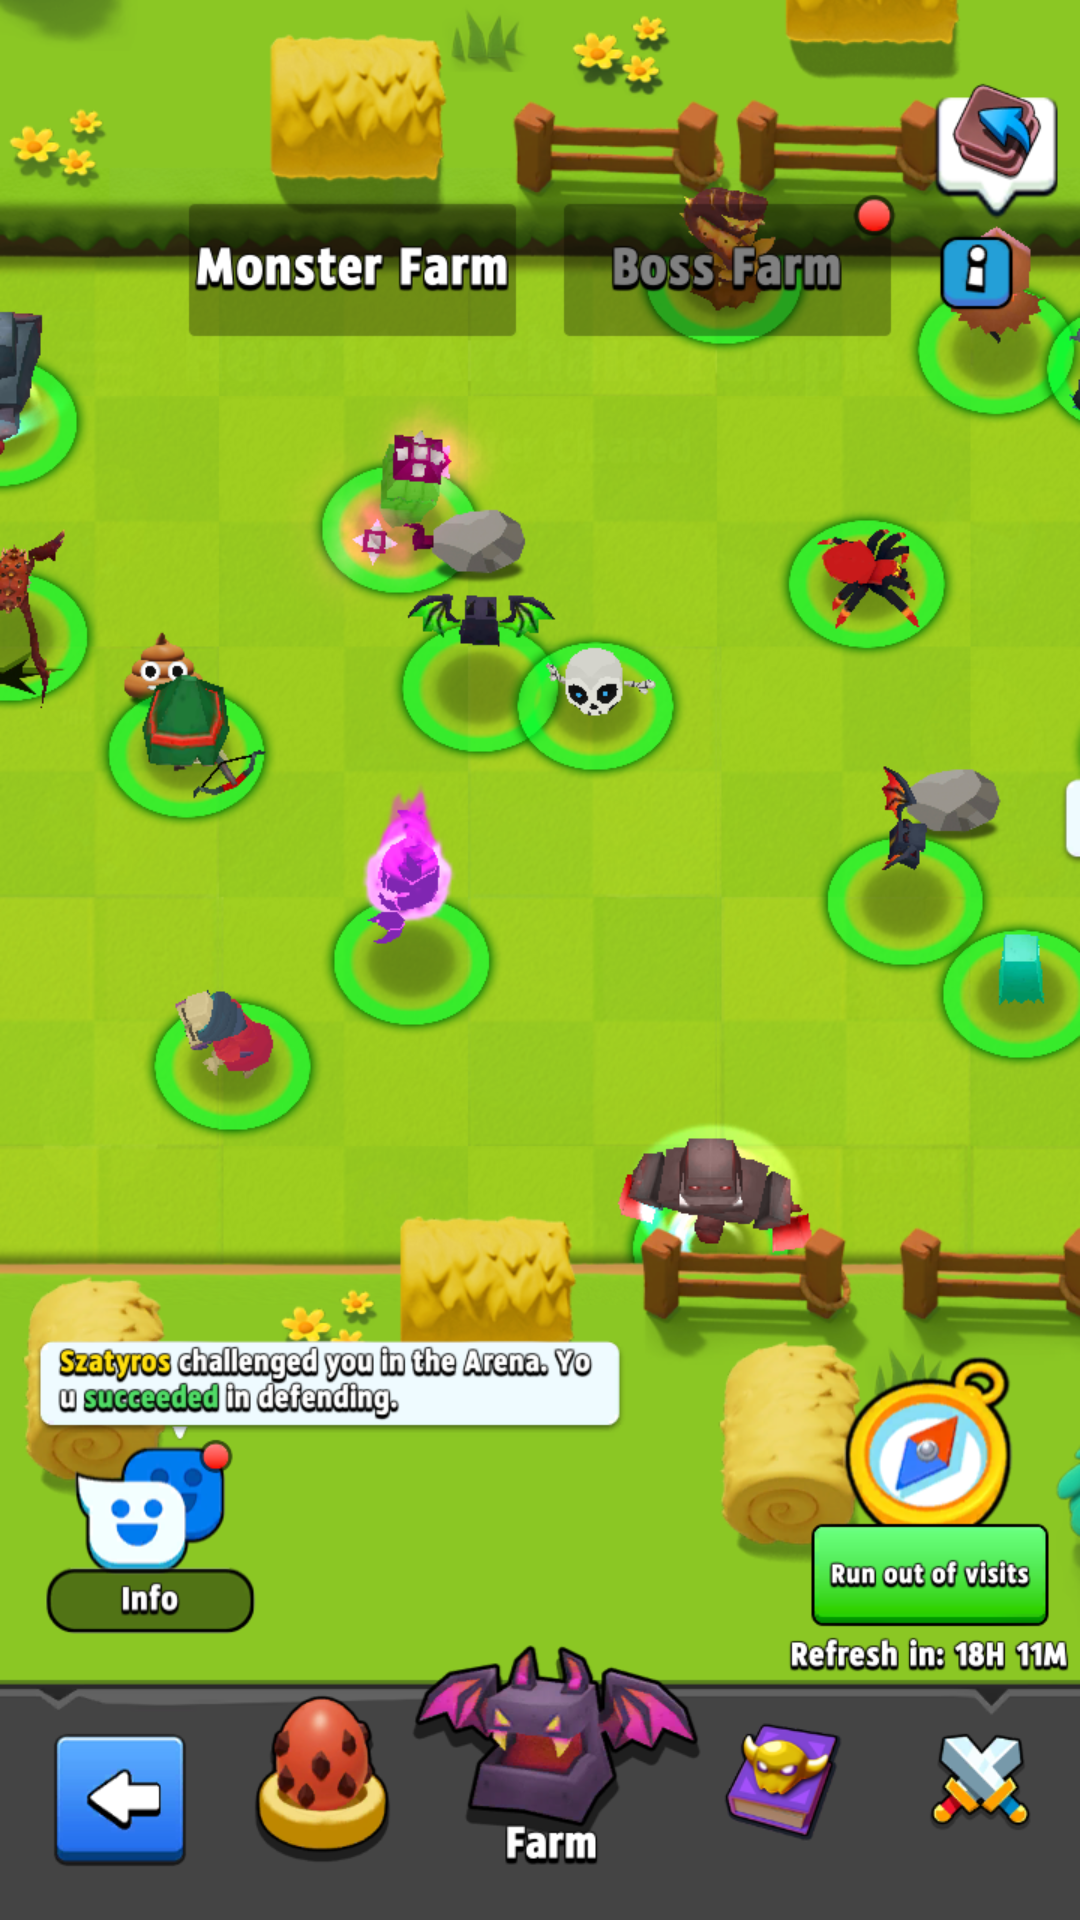 Monster Farm
Boss Farm
Szatyros challenged you in the Arena. Yo
u succeeded in defending.
Info
Run out of visits
Refresh in: 18H 11M
Farm